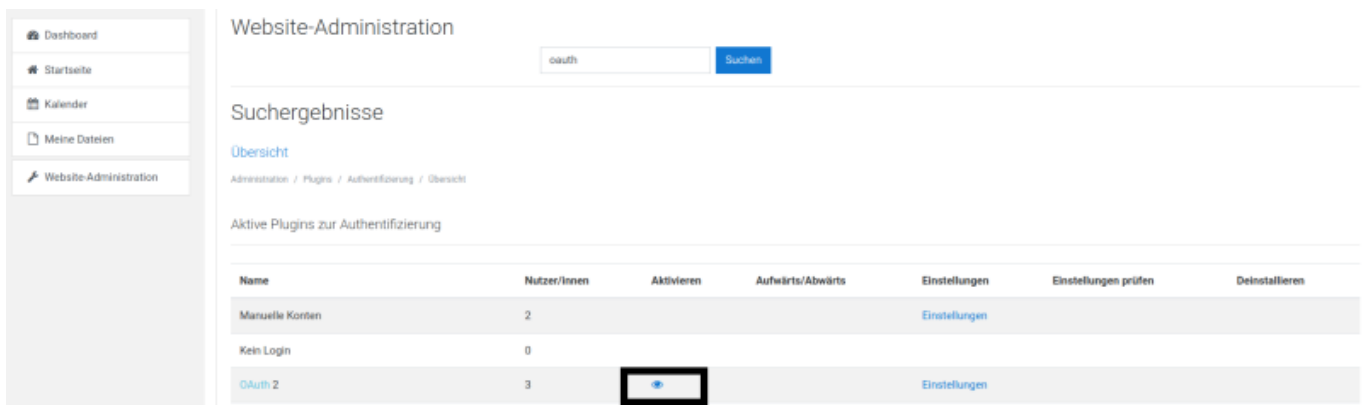 Dashboard
Startseite
Kalender
Meine Dateien
Website-Administration
Website-Administration
oauth Suchen
Suchergebnisse
Übersicht
Administration / Plugins / Authentifizierung / Übersicht
Aktive Plugins zur Authentifizierung
Name Nutzer/innen Aktivieren Aufwärts/Abwärts Einstellungen Einstellungen prüfen Deinstallieren
Manuelle Konten 2 Einstellungen
Kein Login 0
OAuth 2 3 Einstellungen